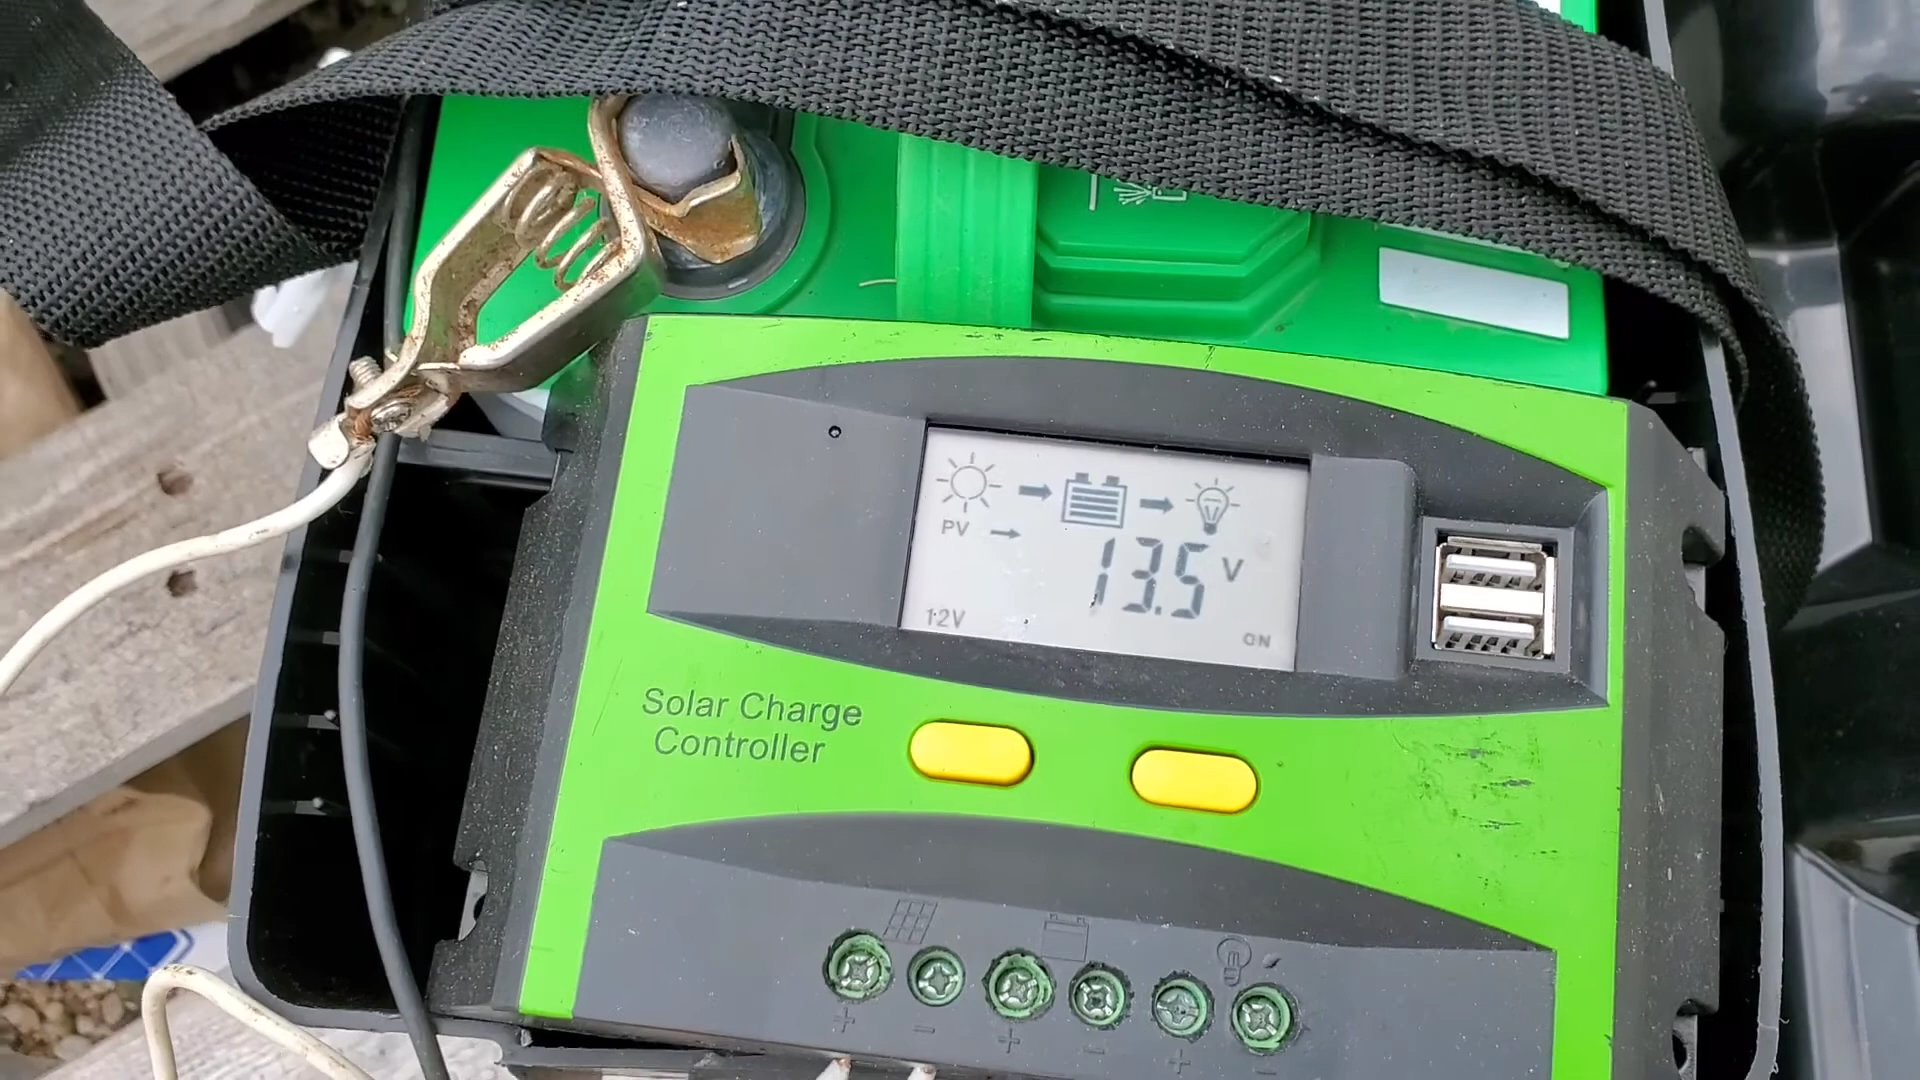 PV
13.5 V
12V
ON
Solar Charge
Controller
+ - + - + -